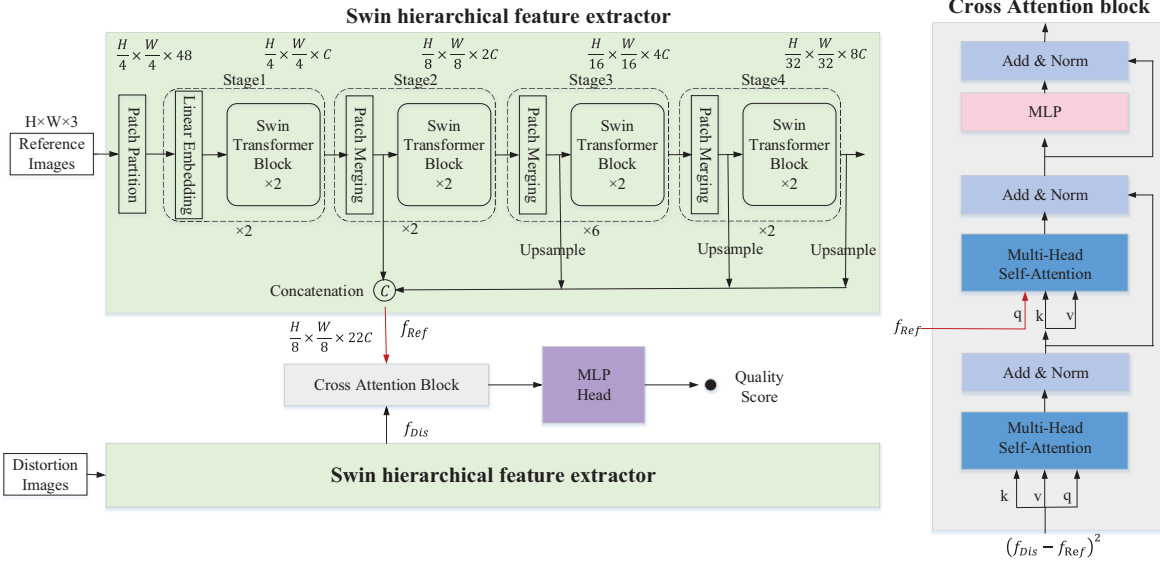 Swin hierarchical feature extractor
H/4 × W/4 × 48
H/4 × W/4 × C
H/8 × W/8 × 2C
H/16 × W/16 × 4C
H/32 × W/32 × 8C
Stage1
Stage2
Stage3
Stage4
H×W×3
Reference
Images
Patch Partition
Linear Embedding
Swin
Transformer
Block
×2
Patch Merging
Swin
Transformer
Block
×2
Patch Merging
Swin
Transformer
Block
×2
Patch Merging
Swin
Transformer
Block
×2
×2
×2
×6
×2
Upsample
Upsample
Upsample
Concatenation
C
H/8 × W/8 × 22C
f_Ref
Cross Attention Block
MLP
Head
Quality
Score
f_Dis
Distortion
Images
Swin hierarchical feature extractor
Cross Attention block
Add & Norm
MLP
Add & Norm
Multi-Head
Self-Attention
f_Ref
q
k
v
Add & Norm
Multi-Head
Self-Attention
k
v
q
(f_Dis − f_Ref)^2